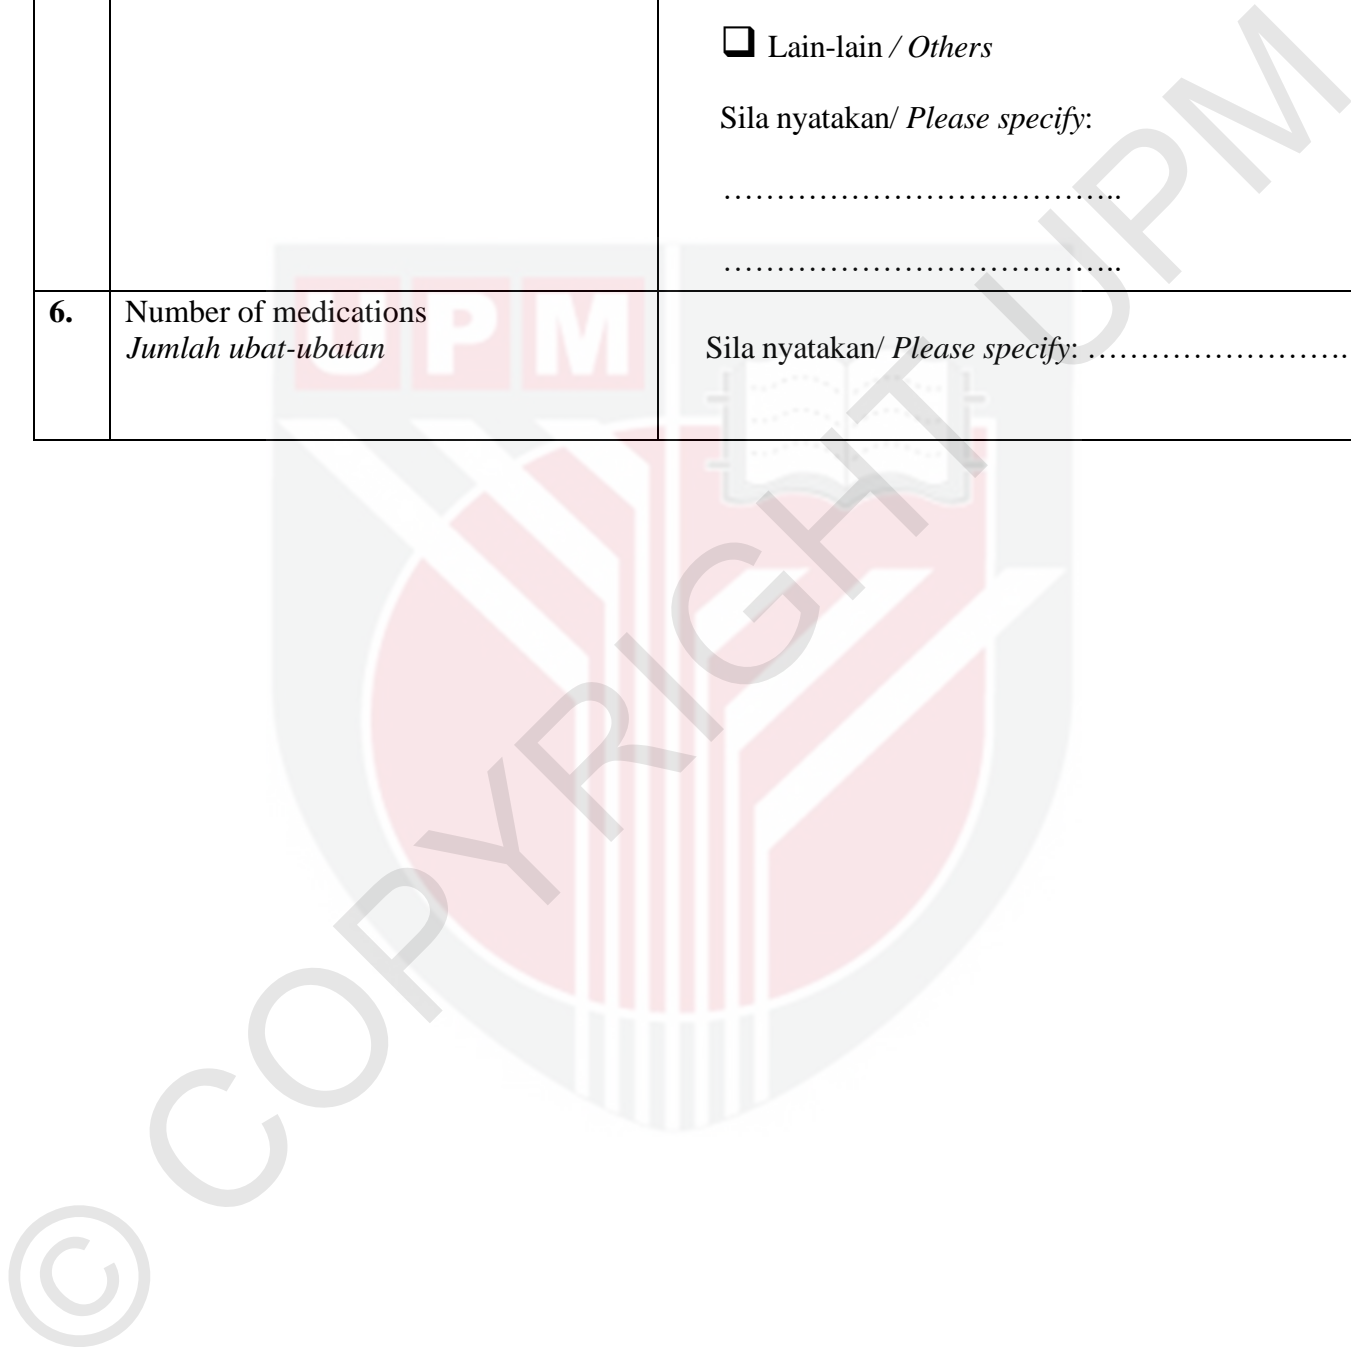 ❑ Lain-lain / Others
Sila nyatakan/ Please specify:
………………………………..
………………………………..
6. Number of medications
Jumlah ubat-ubatan
Sila nyatakan/ Please specify: …………………….
UPM
© COPYRIGHT UPM